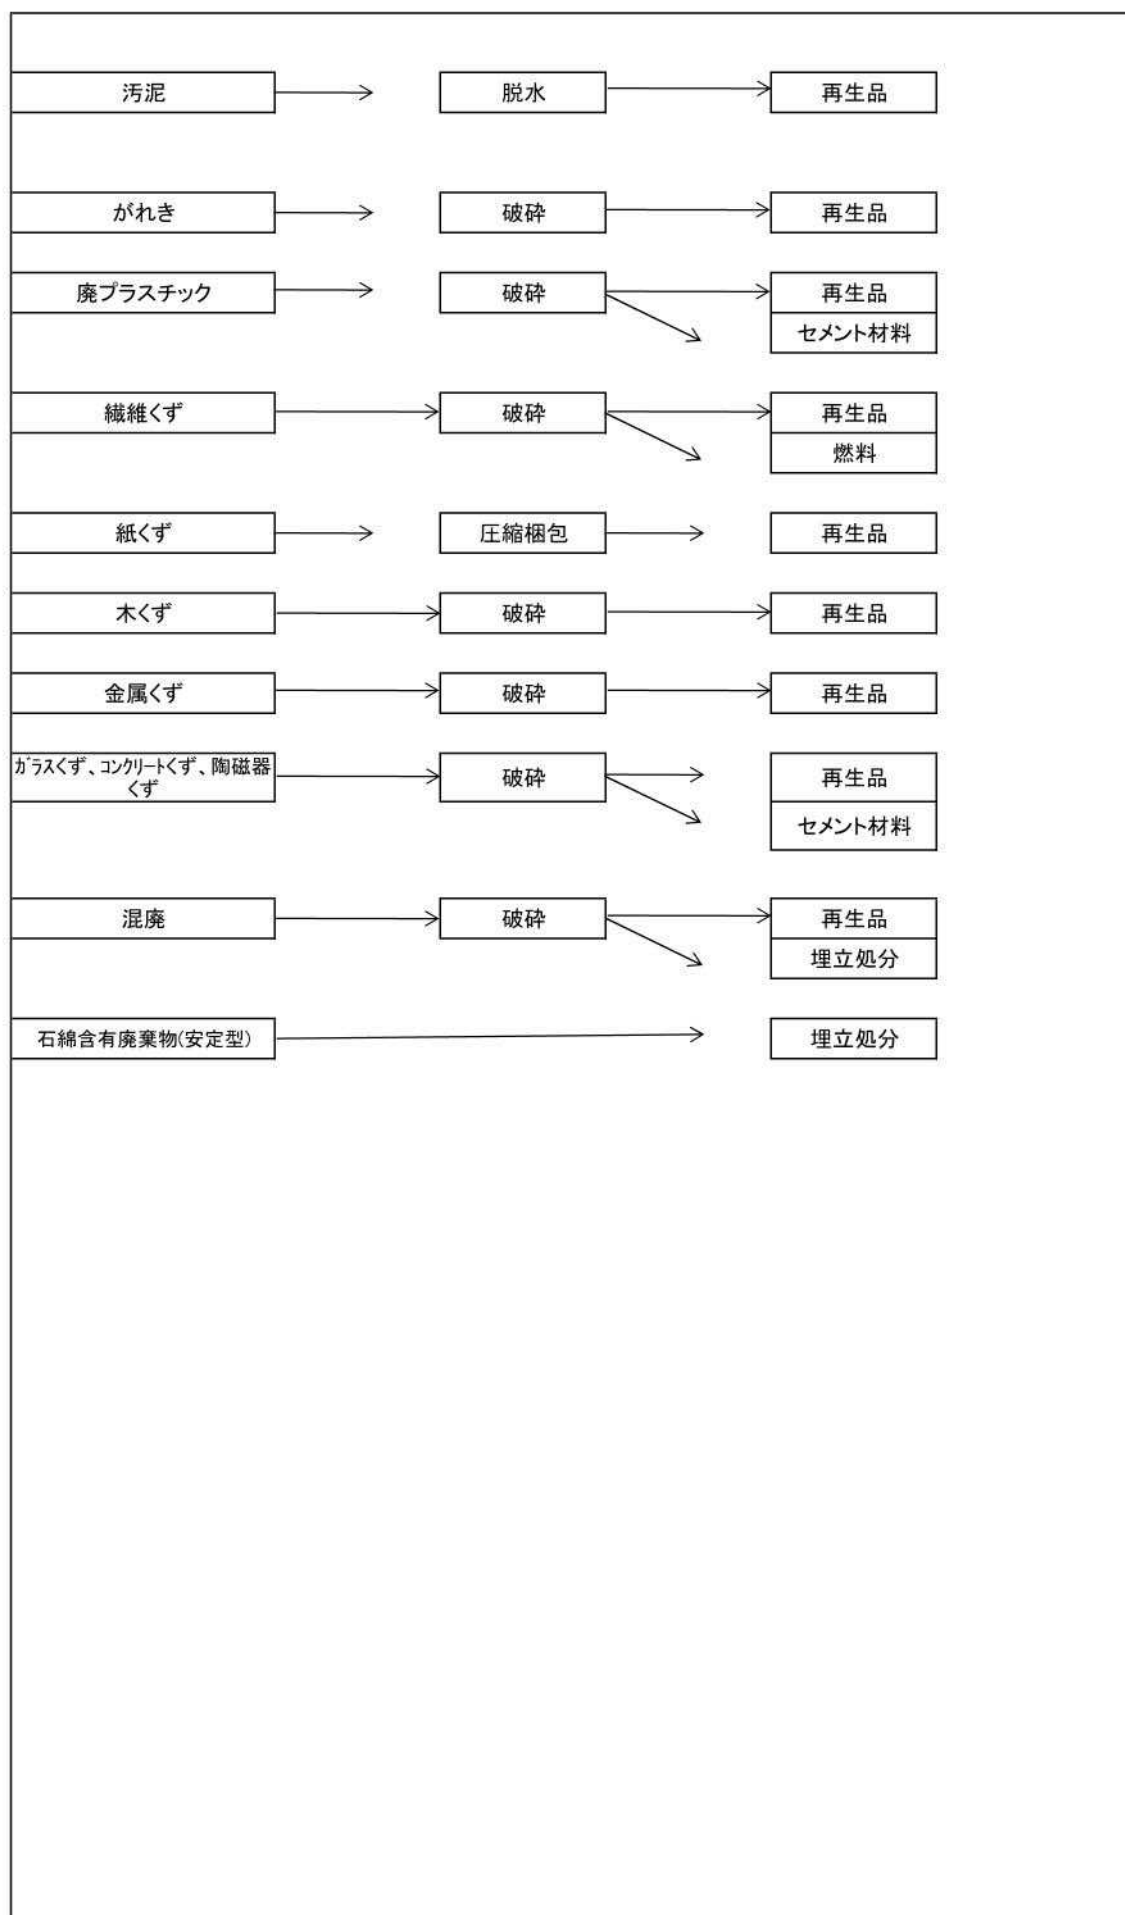 汚泥
脱水
再生品
がれき
破砕
再生品
廃プラスチック
破砕
再生品
セメント材料
繊維くず
破砕
再生品
燃料
紙くず
圧縮梱包
再生品
木くず
破砕
再生品
金属くず
破砕
再生品
ｶﾞﾗｽくず、ｺﾝｸﾘｰﾄくず、陶磁器
くず
破砕
再生品
セメント材料
混廃
破砕
再生品
埋立処分
石綿含有廃棄物(安定型)
埋立処分